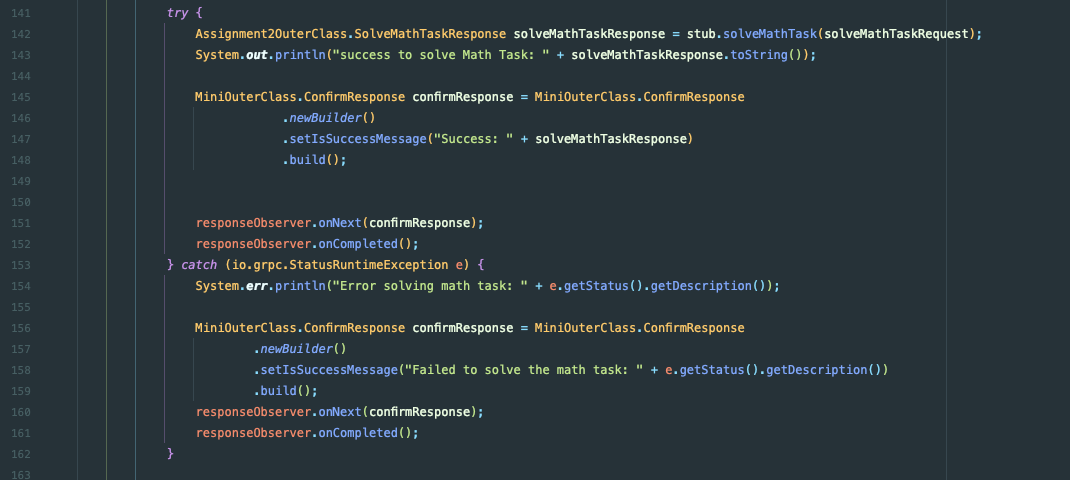 141 try {
142 Assignment2OuterClass.SolveMathTaskResponse solveMathTaskResponse = stub.solveMathTask(solveMathTaskRequest);
143 System.out.println("success to solve Math Task: " + solveMathTaskResponse.toString());
144
145 MiniOuterClass.ConfirmResponse confirmResponse = MiniOuterClass.ConfirmResponse
146 .newBuilder()
147 .setIsSuccessMessage("Success: " + solveMathTaskResponse)
148 .build();
149
150
151 responseObserver.onNext(confirmResponse);
152 responseObserver.onCompleted();
153 } catch (io.grpc.StatusRuntimeException e) {
154 System.err.println("Error solving math task: " + e.getStatus().getDescription());
155
156 MiniOuterClass.ConfirmResponse confirmResponse = MiniOuterClass.ConfirmResponse
157 .newBuilder()
158 .setIsSuccessMessage("Failed to solve the math task: " + e.getStatus().getDescription())
159 .build();
160 responseObserver.onNext(confirmResponse);
161 responseObserver.onCompleted();
162 }
163